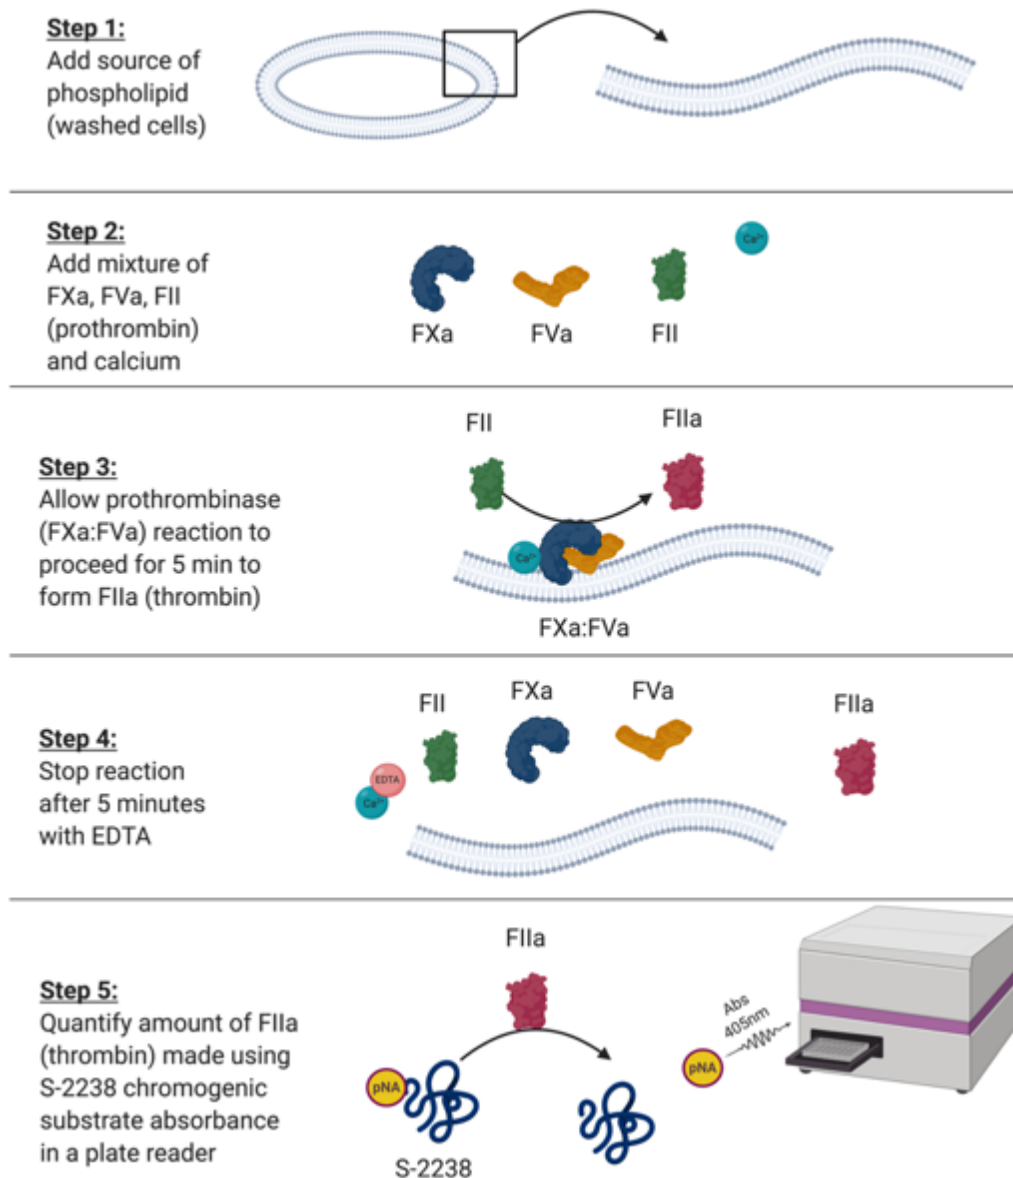 Step 1:
Add source of
phospholipid
(washed cells)
Step 2:
Add mixture of
FXa, FVa, FII
(prothrombin)
and calcium
Ca²⁺
FXa
FVa
FII
Step 3:
Allow prothrombinase
(FXa:FVa) reaction to
proceed for 5 min to
form FIIa (thrombin)
FII
FIIa
Ca²⁺
FXa:FVa
Step 4:
Stop reaction
after 5 minutes
with EDTA
FII
FXa
FVa
FIIa
EDTA
Ca²⁺
Step 5:
Quantify amount of FIIa
(thrombin) made using
S-2238 chromogenic
substrate absorbance
in a plate reader
FIIa
pNA
S-2238
pNA
Abs
405nm